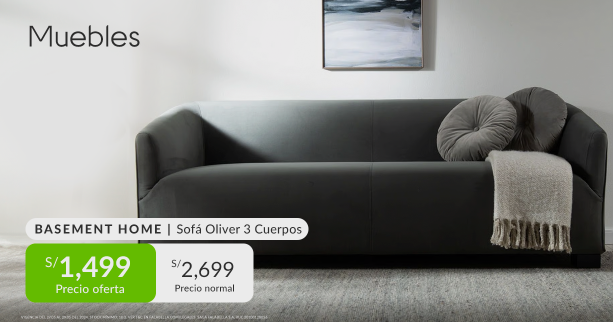 Muebles
BASEMENT HOME | Sofá Oliver 3 Cuerpos
S/1,499
Precio oferta
S/2,699
Precio normal